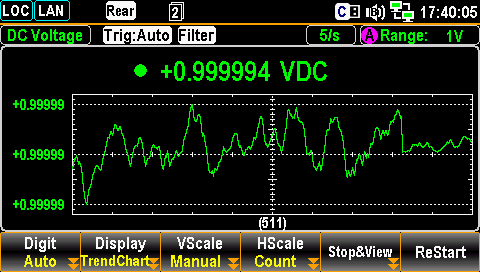 LOC LAN Rear 2 C 17:40:05
DC Voltage Trig:Auto Filter 5/s A Range: 1V
+0.999994 VDC
+0.99999
+0.99999
+0.99999
(511)
Digit Display VScale HScale Stop&View ReStart
Auto TrendChart Manual Count